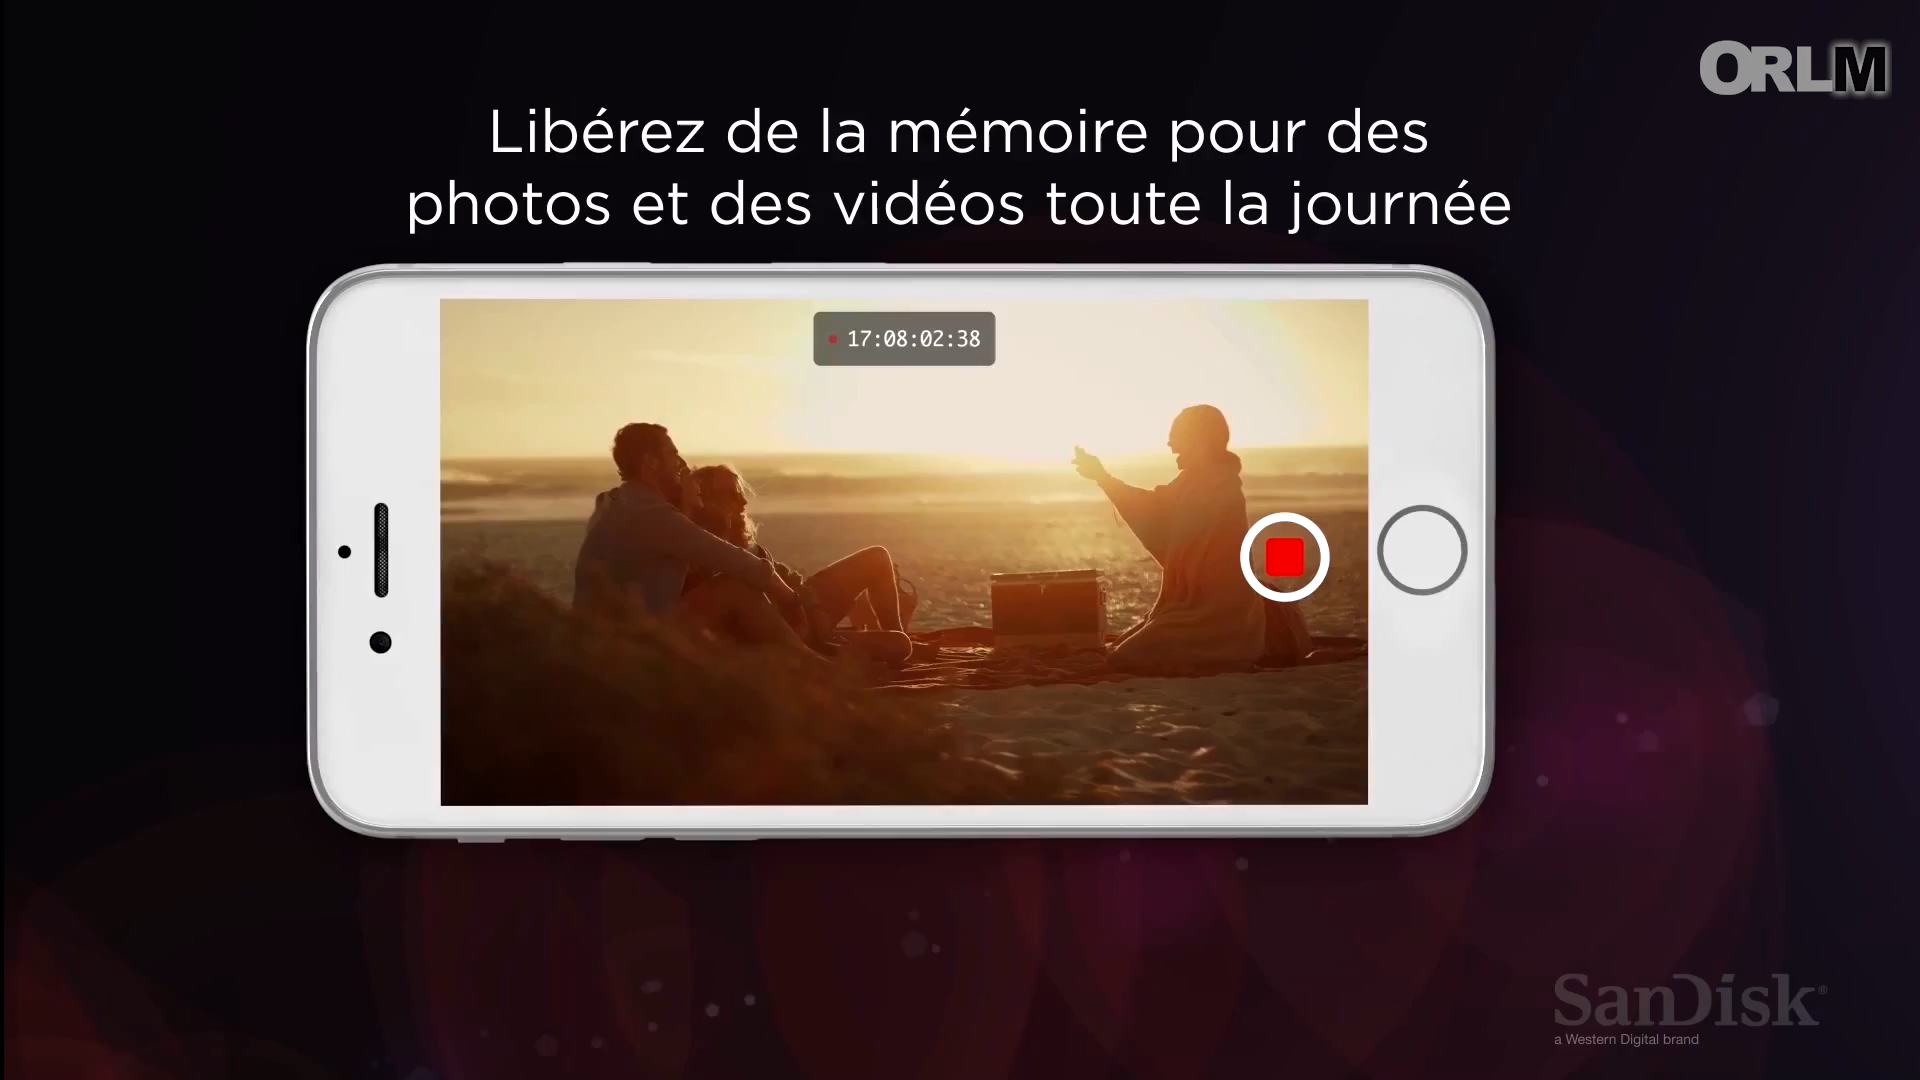 ORLM
Libérez de la mémoire pour des
photos et des vidéos toute la journée
17:08:02:38
SanDisk®
a Western Digital brand